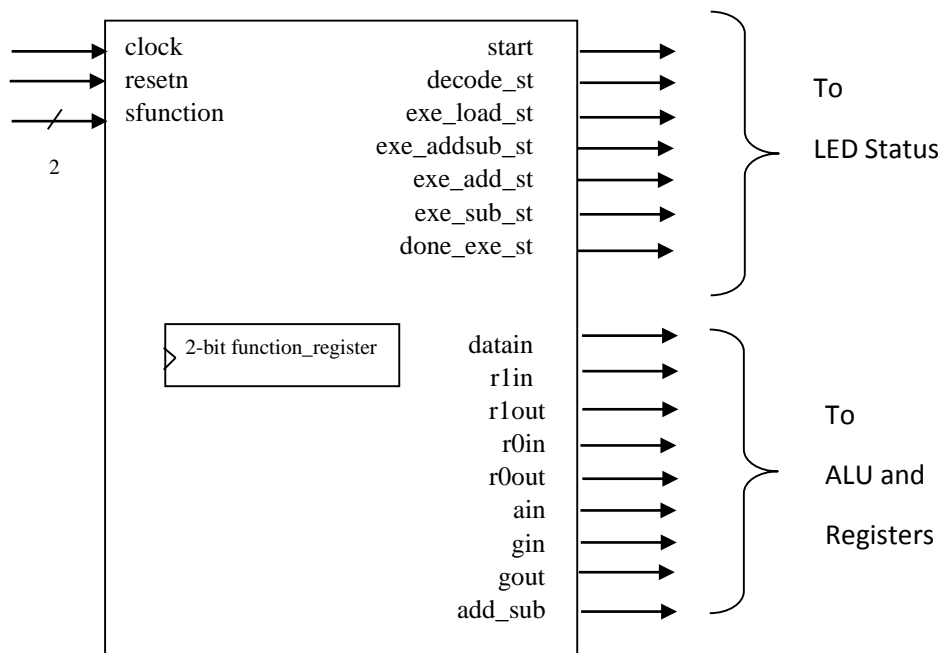 clock
resetn
sfunction
2
start
decode_st
exe_load_st
exe_addsub_st
exe_add_st
exe_sub_st
done_exe_st
To
LED Status
2-bit function_register
datain
r1in
r1out
r0in
r0out
ain
gin
gout
add_sub
To
ALU and
Registers